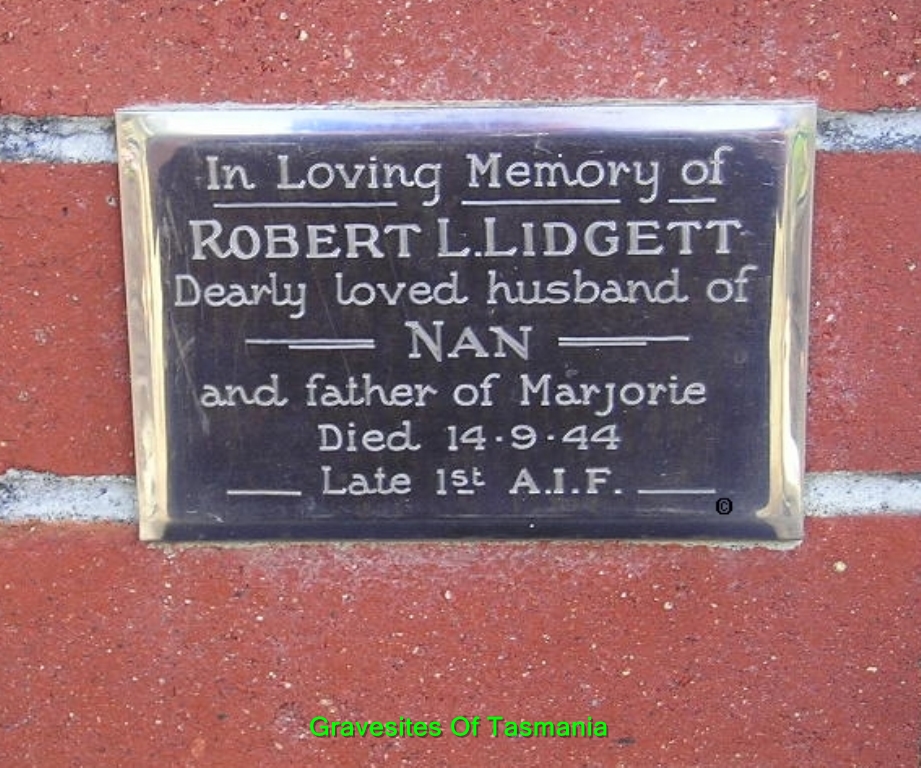 In Loving Memory of
ROBERT L.LIDGETT
Dearly loved husband of
NAN
and father of Marjorie
Died 14·9·44
Late 1st A.I.F.
©
Gravesites Of Tasmania